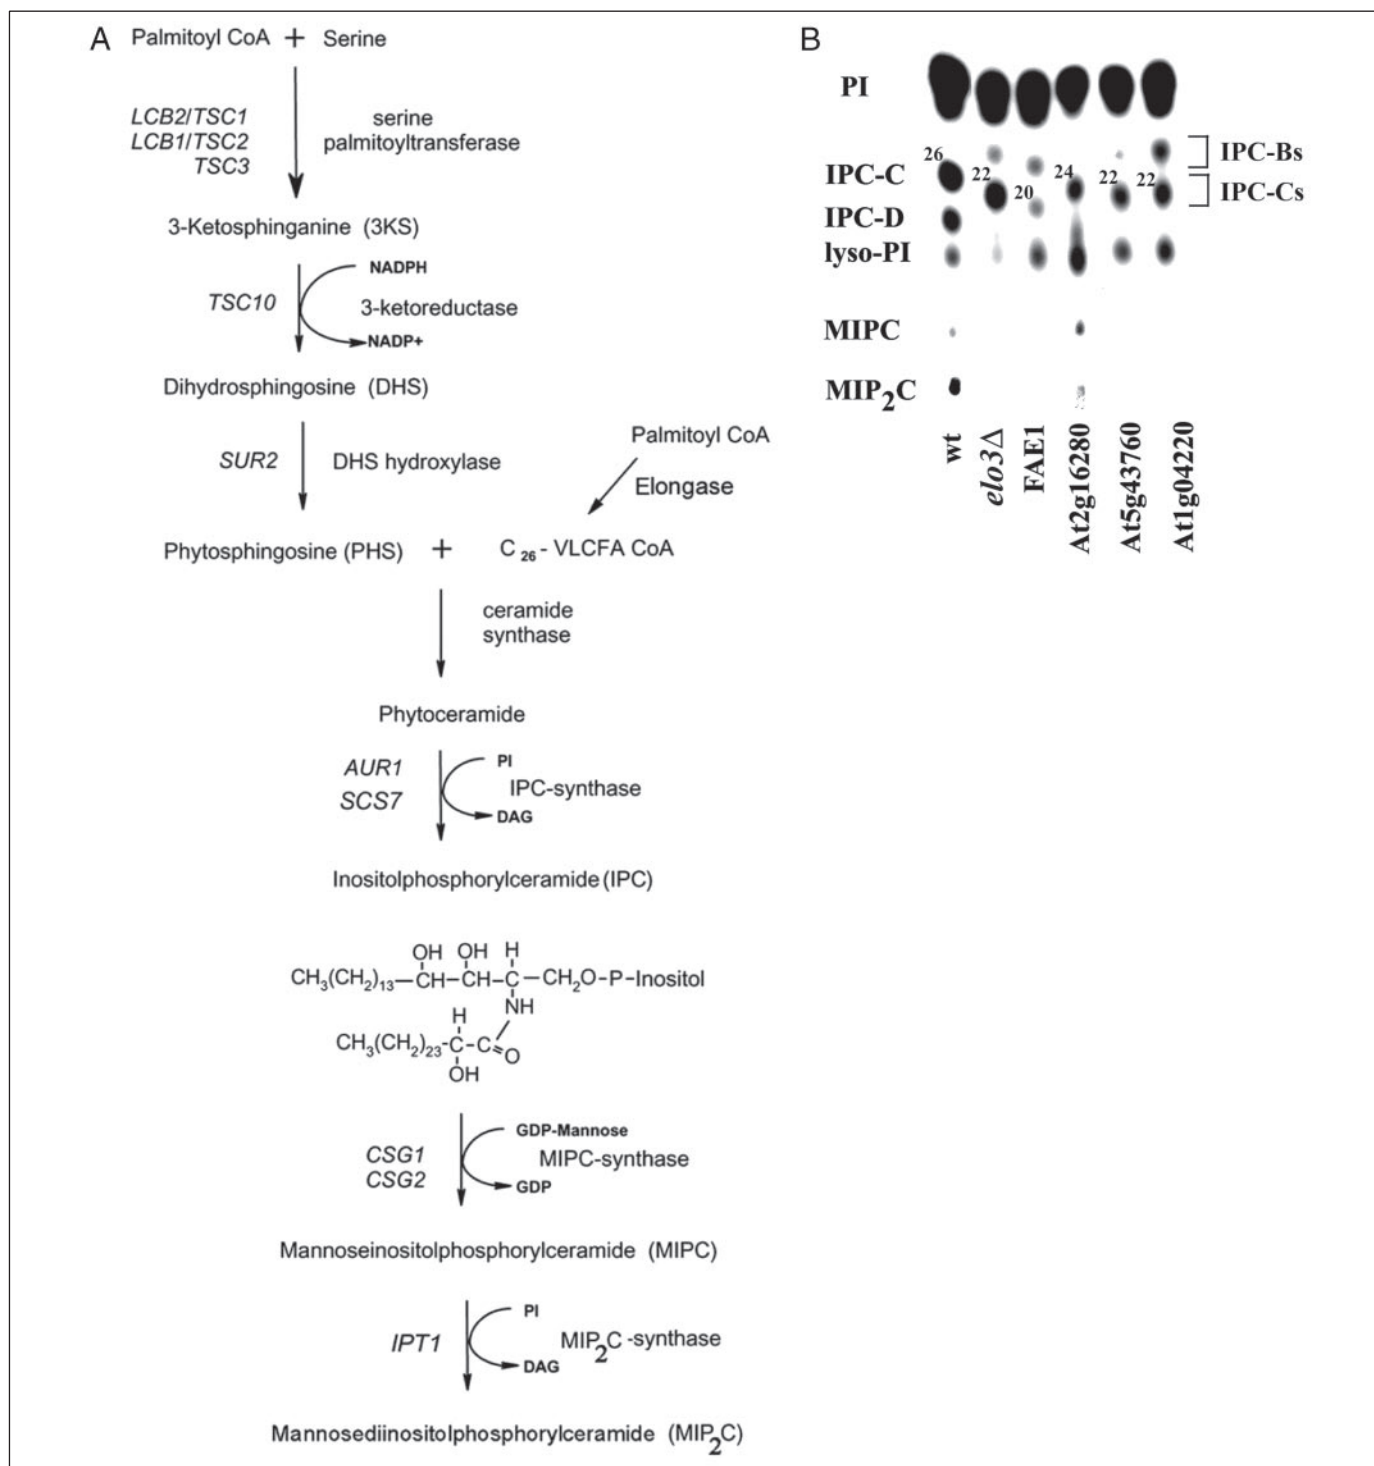 A
Palmitoyl CoA + Serine
LCB2/TSC1
LCB1/TSC2
TSC3
serine
palmitoyltransferase
3-Ketosphinganine (3KS)
NADPH
TSC10
3-ketoreductase
NADP+
Dihydrosphingosine (DHS)
SUR2
DHS hydroxylase
Palmitoyl CoA
Elongase
Phytosphingosine (PHS) + C26 - VLCFA CoA
ceramide
synthase
Phytoceramide
AUR1
SCS7
PI
IPC-synthase
DAG
Inositolphosphorylceramide (IPC)
OH OH H
CH3(CH2)13—CH—CH—C—CH2O-P-Inositol
NH
H
CH3(CH2)23-C-C=O
OH
CSG1
CSG2
GDP-Mannose
MIPC-synthase
GDP
Mannoseinositolphosphorylceramide (MIPC)
IPT1
PI
MIP2C-synthase
DAG
Mannosediinositolphosphorylceramide (MIP2C)
B
PI
IPC-Bs
IPC-C
26 22 20 24 22 22
IPC-Cs
IPC-D
lyso-PI
MIPC
MIP2C
wt
elo3Δ
FAE1
At2g16280
At5g43760
At1g04220